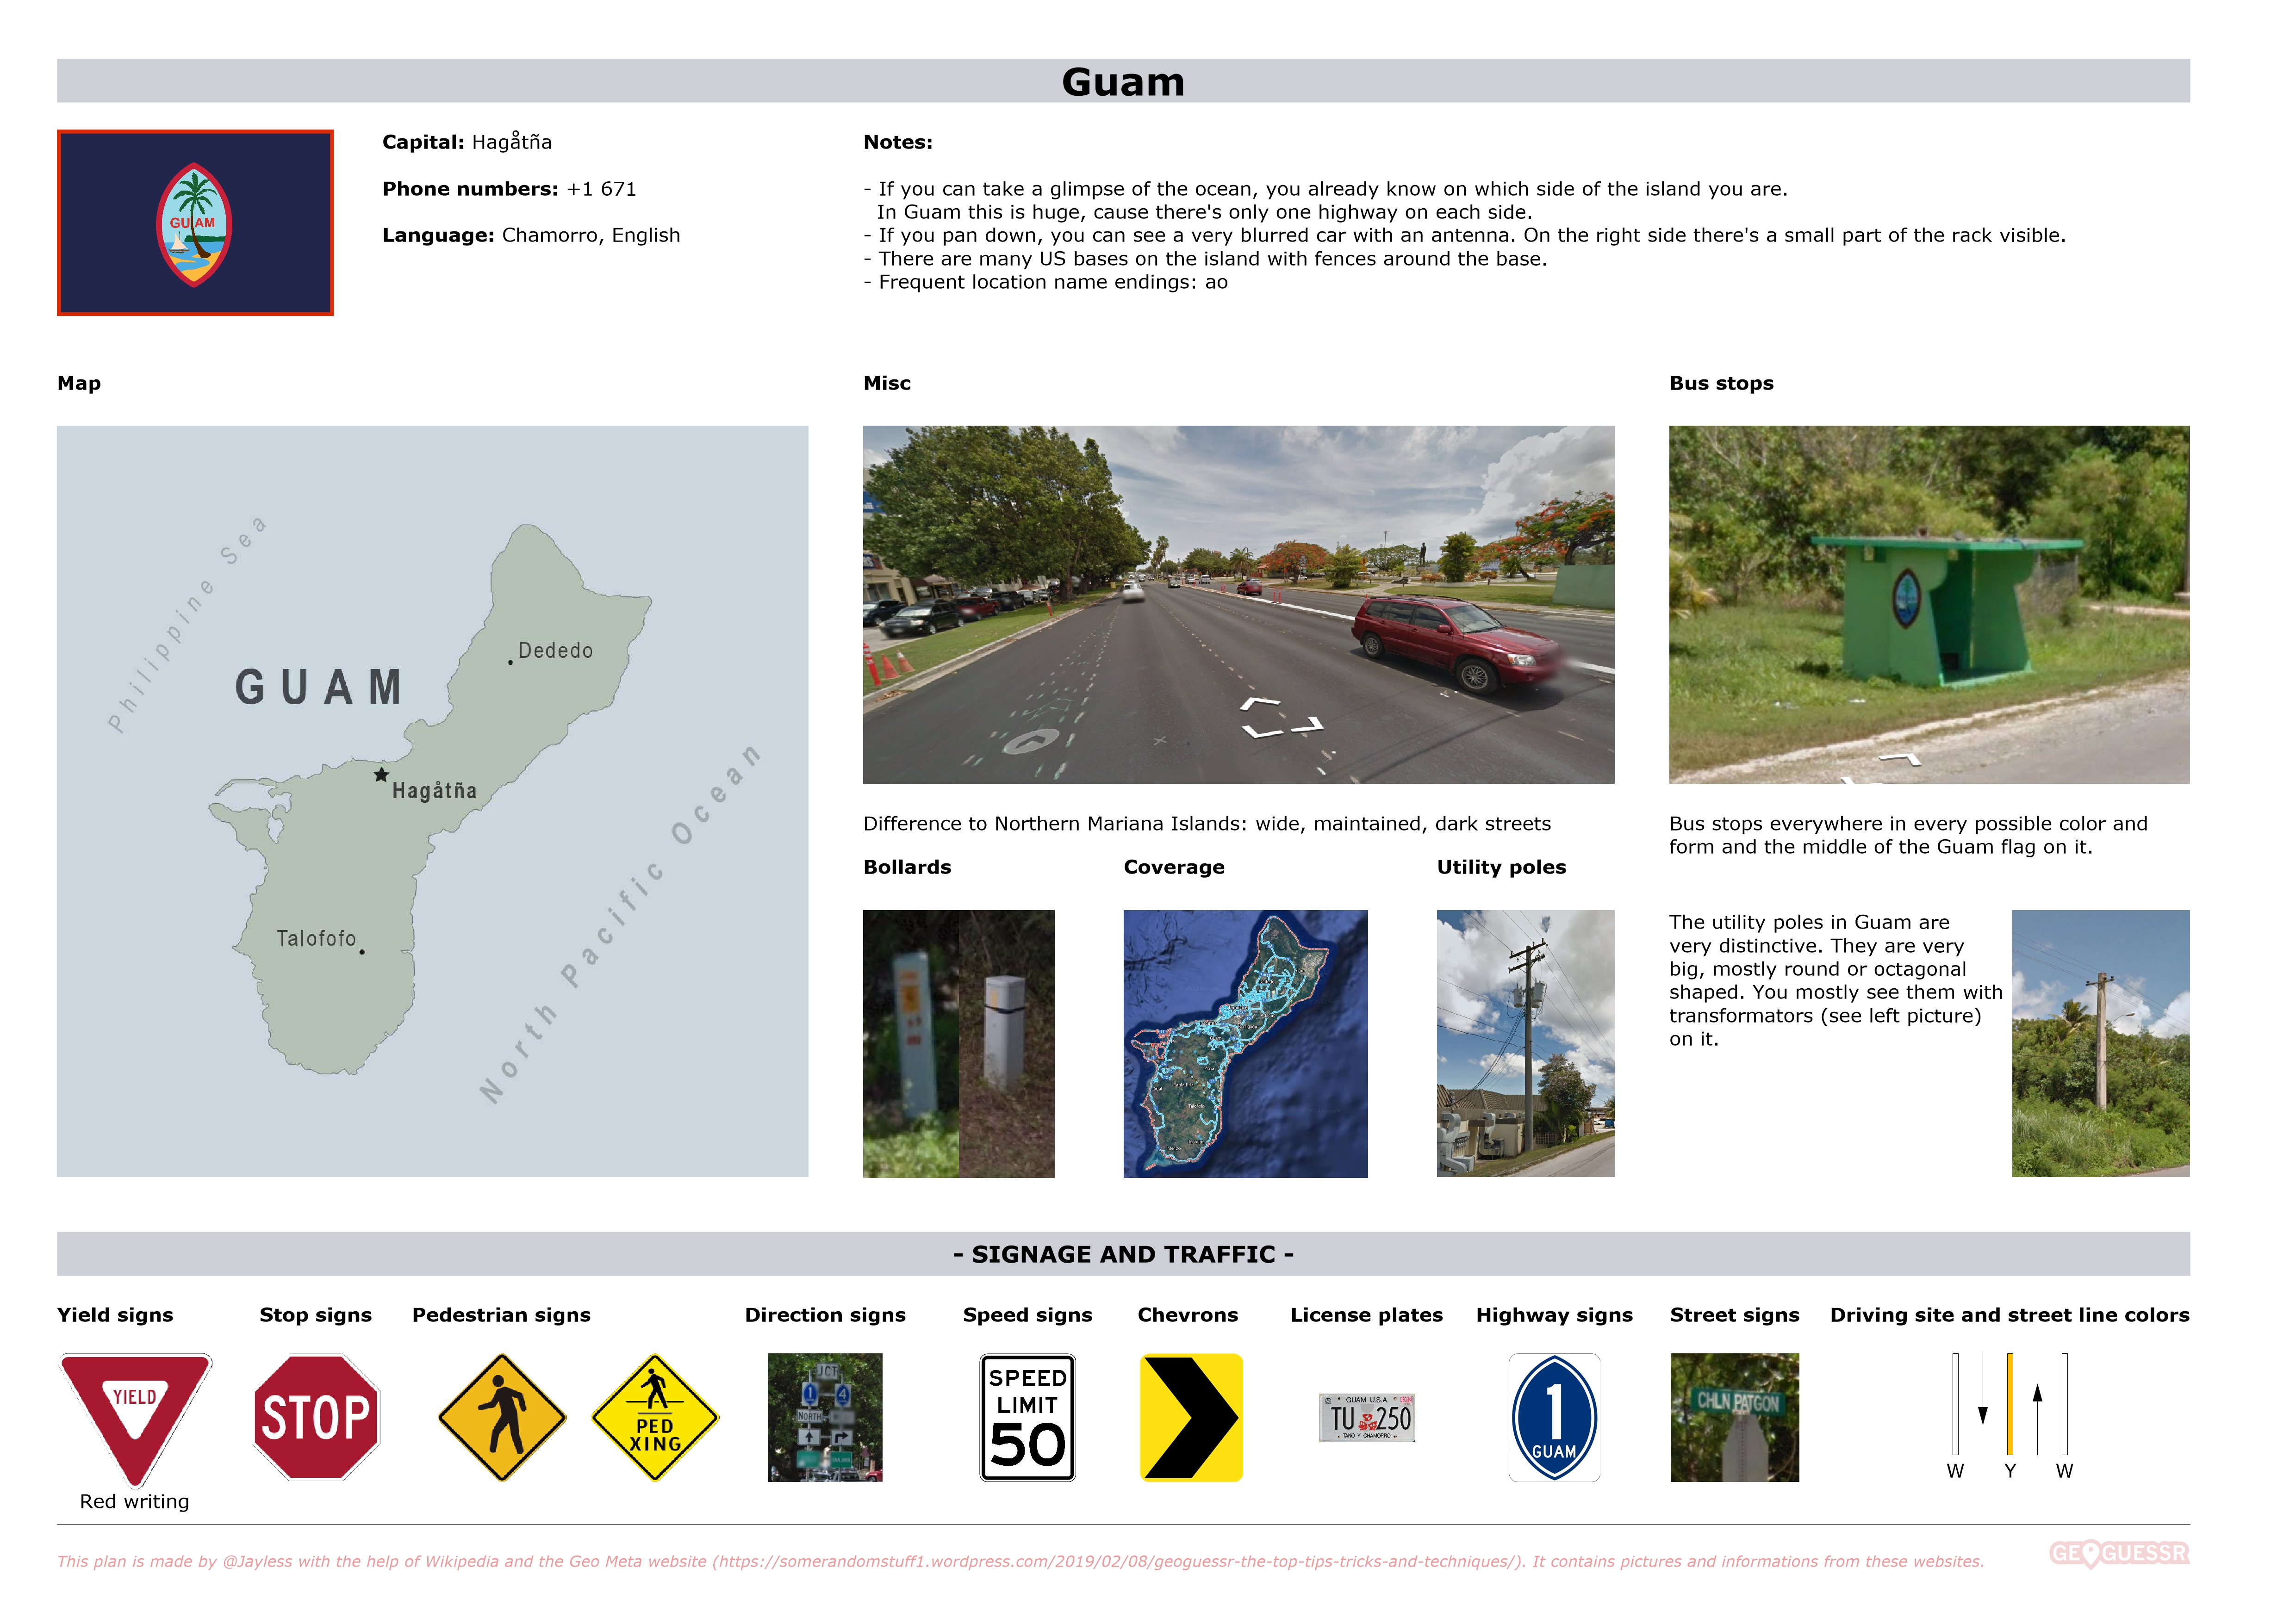 Guam
GUAM
Capital: Hagåtña
Phone numbers: +1 671
Language: Chamorro, English
Notes:
- If you can take a glimpse of the ocean, you already know on which side of the island you are.
In Guam this is huge, cause there's only one highway on each side.
- If you pan down, you can see a very blurred car with an antenna. On the right side there's a small part of the rack visible.
- There are many US bases on the island with fences around the base.
- Frequent location name endings: ao
Map
Philippine Sea
GUAM
Dededo
Hagåtña
Talofofo
North Pacific Ocean
Misc
Difference to Northern Mariana Islands: wide, maintained, dark streets
Bus stops
Bus stops everywhere in every possible color and
form and the middle of the Guam flag on it.
Bollards
Coverage
Utility poles
The utility poles in Guam are
very distinctive. They are very
big, mostly round or octagonal
shaped. You mostly see them with
transformators (see left picture)
on it.
- SIGNAGE AND TRAFFIC -
Yield signs
YIELD
Red writing
Stop signs
STOP
Pedestrian signs
PED
XING
Direction signs
JCT
1 4
NORTH
Speed signs
SPEED
LIMIT
50
Chevrons
License plates
GUAM U.S.A.
TU 250
TANO Y CHAMORRO
Highway signs
1
GUAM
Street signs
CHLN PATGON
Driving site and street line colors
W Y W
This plan is made by @Jayless with the help of Wikipedia and the Geo Meta website (https://somerandomstuff1.wordpress.com/2019/02/08/geoguessr-the-top-tips-tricks-and-techniques/). It contains pictures and informations from these websites.
GEOGUESSR